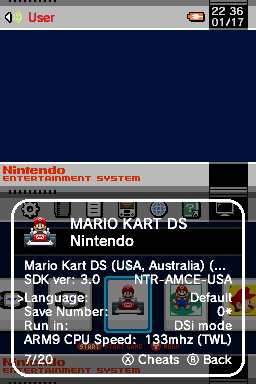 User
22 36
01/17
Nintendo
ENTERTAINMENT SYSTEM
Nintendo
ENTERTAINMENT SYSTEM
MARIO KART DS
Nintendo
Mario Kart DS (USA, Australia) (...
SDK ver: 3.0 NTR-AMCE-USA
>Language: Default
Save Number: 0*
Run in: DSi mode
ARM9 CPU Speed: 133mhz (TWL)
START
7/20 X Cheats B Back